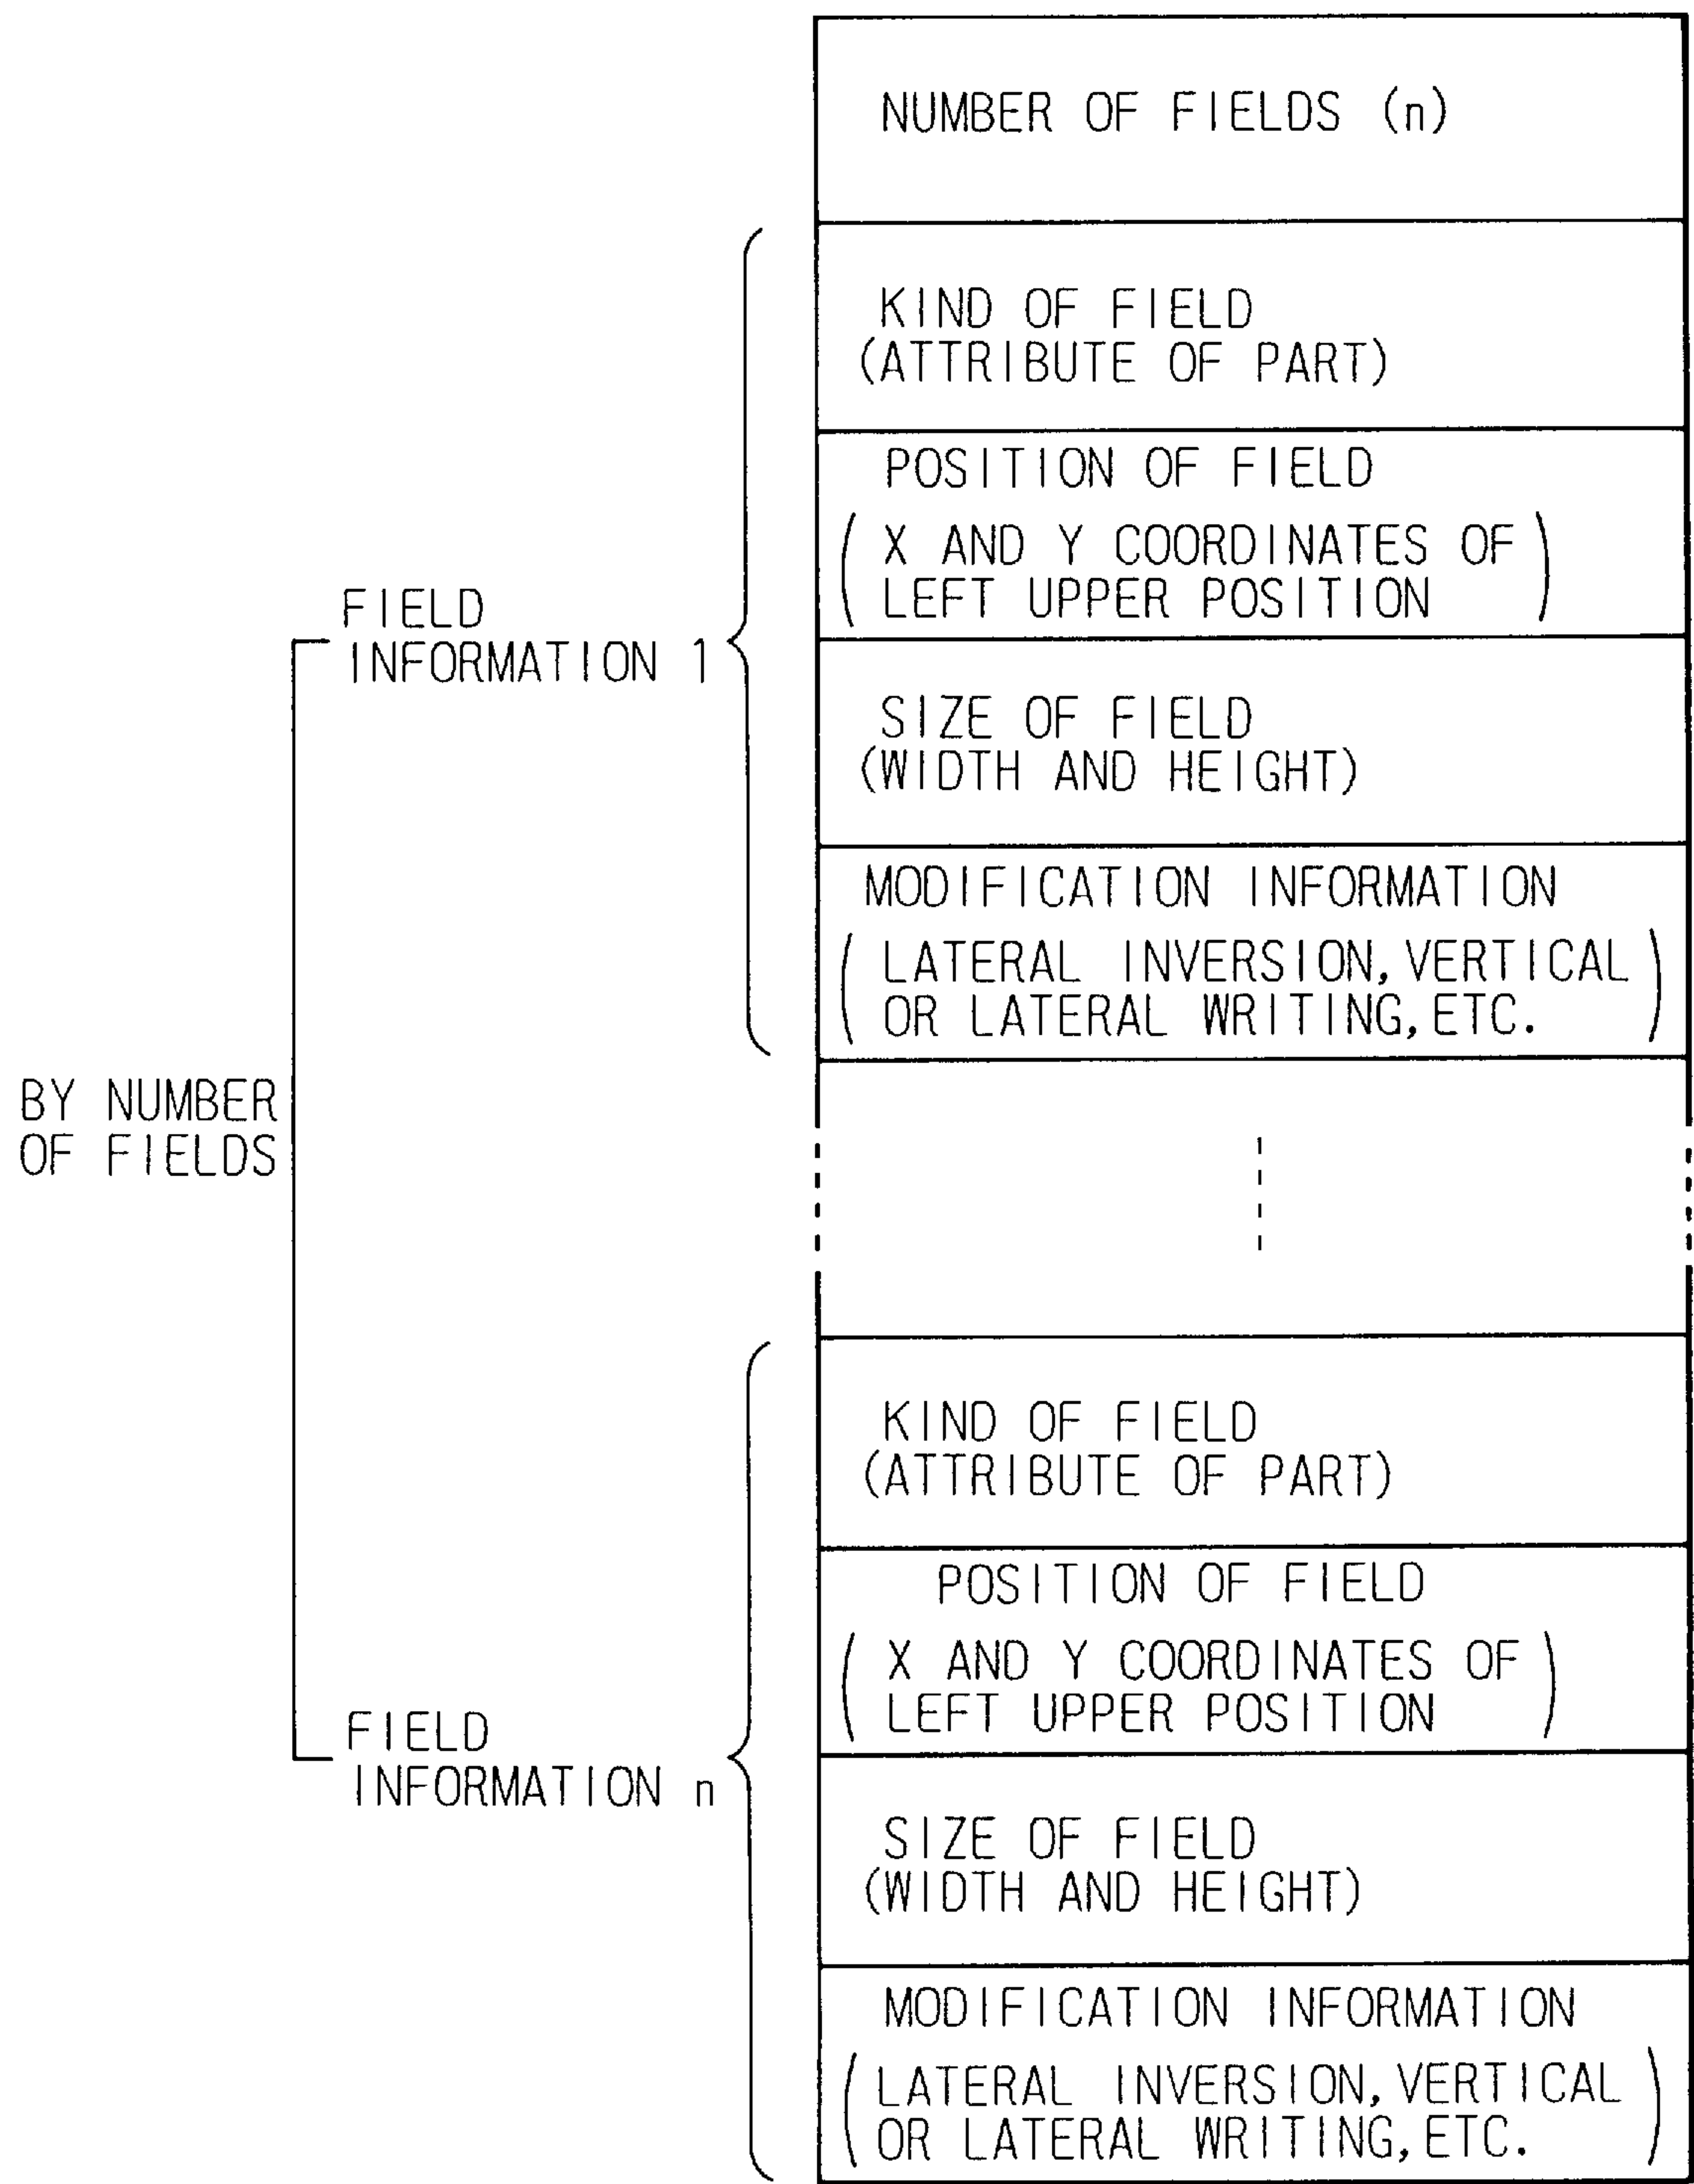 NUMBER OF FIELDS (n)
KIND OF FIELD
(ATTRIBUTE OF PART)
POSITION OF FIELD
( X AND Y COORDINATES OF
LEFT UPPER POSITION )
FIELD
INFORMATION 1
SIZE OF FIELD
(WIDTH AND HEIGHT)
MODIFICATION INFORMATION
( LATERAL INVERSION, VERTICAL
OR LATERAL WRITING, ETC. )
BY NUMBER
OF FIELDS
KIND OF FIELD
(ATTRIBUTE OF PART)
POSITION OF FIELD
( X AND Y COORDINATES OF
LEFT UPPER POSITION )
FIELD
INFORMATION n
SIZE OF FIELD
(WIDTH AND HEIGHT)
MODIFICATION INFORMATION
( LATERAL INVERSION, VERTICAL
OR LATERAL WRITING, ETC. )